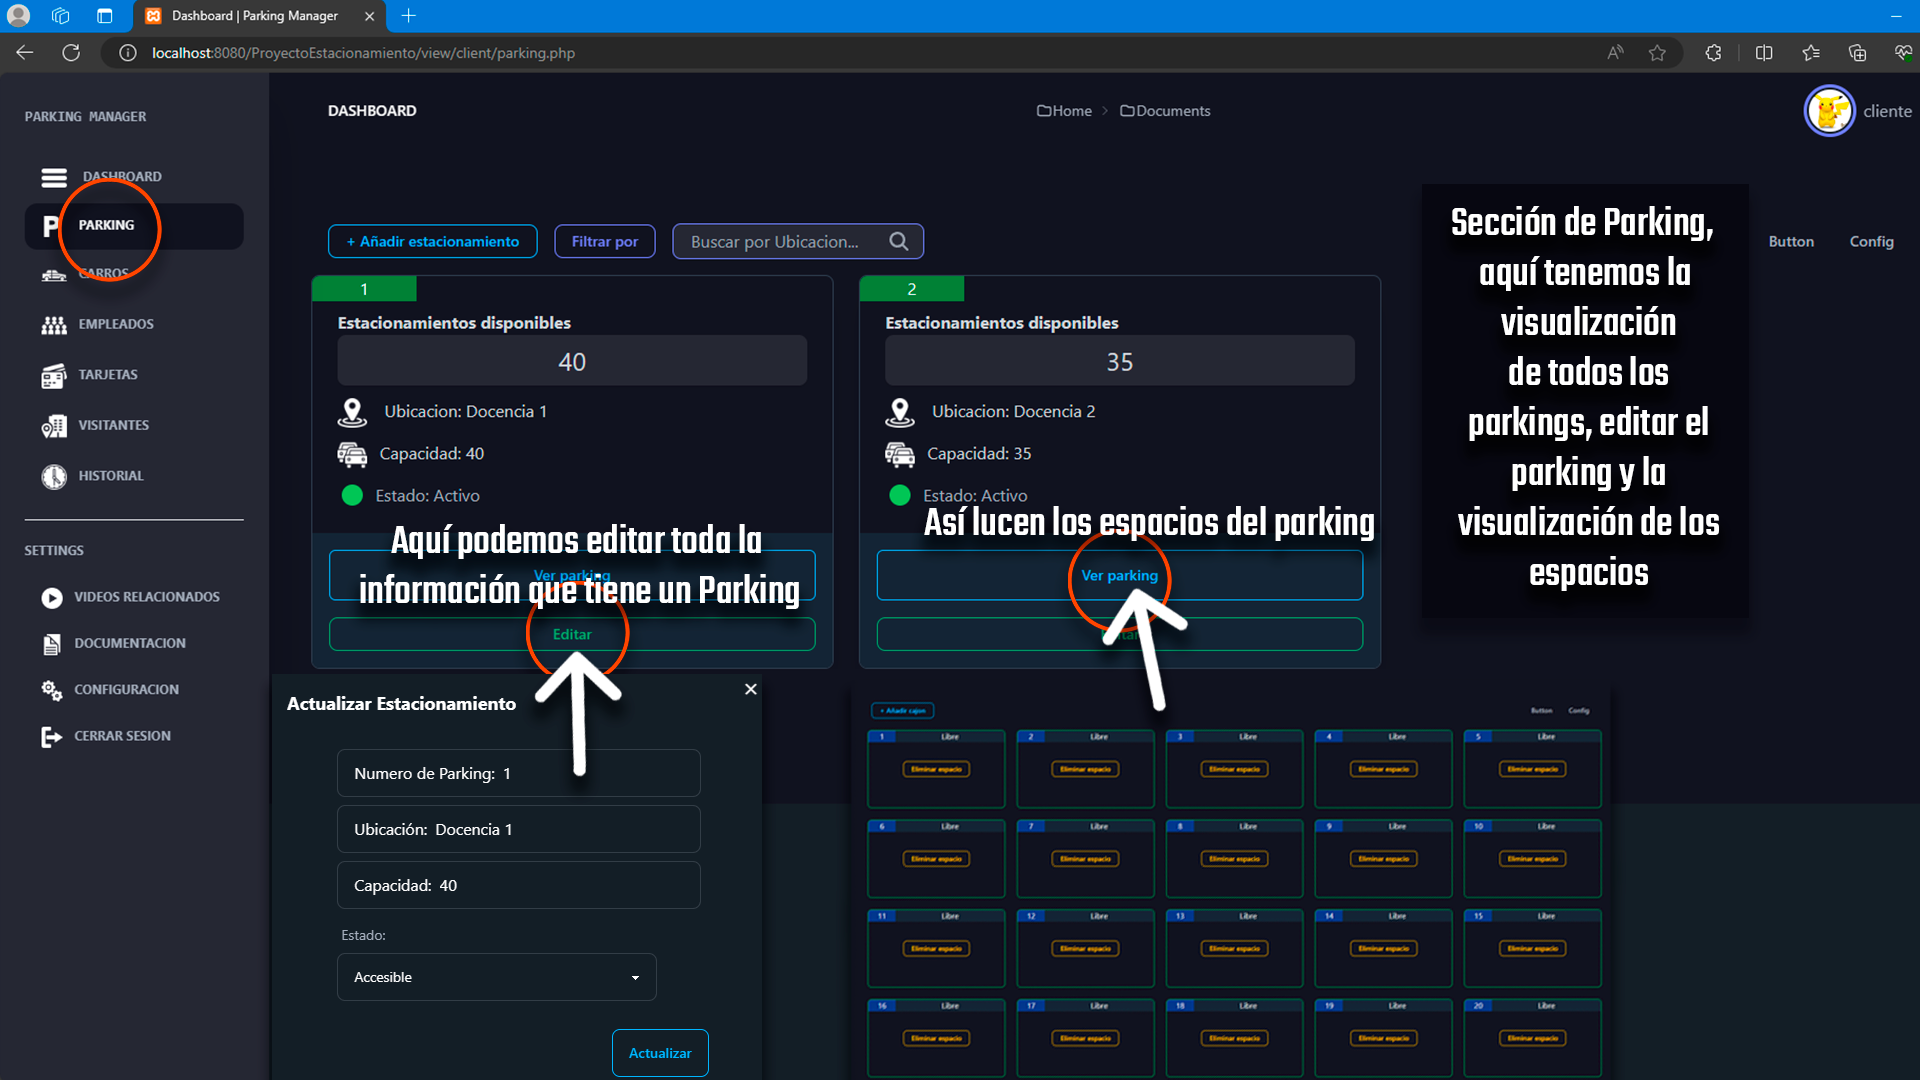 Dashboard | Parking Manager
localhost:8080/ProyectoEstacionamiento/view/client/parking.php
PARKING MANAGER
DASHBOARD
PARKING
CARROS
EMPLEADOS
TARJETAS
VISITANTES
HISTORIAL
SETTINGS
VIDEOS RELACIONADOS
DOCUMENTACION
CONFIGURACION
CERRAR SESION
DASHBOARD
Home > Documents
cliente
+ Añadir estacionamiento
Filtrar por
Buscar por Ubicacion...
Button
Config
1
Estacionamientos disponibles
40
Ubicacion: Docencia 1
Capacidad: 40
Estado: Activo
Aquí podemos editar toda la
información que tiene un Parking
Ver parking
Editar
2
Estacionamientos disponibles
35
Ubicacion: Docencia 2
Capacidad: 35
Estado: Activo
Así lucen los espacios del parking
Ver parking
Editar
Sección de Parking,
aquí tenemos la
visualización
de todos los
parkings, editar el
parking y la
visualización de los
espacios
Actualizar Estacionamiento
Numero de Parking: 1
Ubicación: Docencia 1
Capacidad: 40
Estado:
Accesible
Actualizar
+ Añadir cajon
Button
Config
1 Libre
Eliminar espacio
2 Libre
Eliminar espacio
3 Libre
Eliminar espacio
4 Libre
Eliminar espacio
5 Libre
Eliminar espacio
6 Libre
Eliminar espacio
7 Libre
Eliminar espacio
8 Libre
Eliminar espacio
9 Libre
Eliminar espacio
10 Libre
Eliminar espacio
11 Libre
Eliminar espacio
12 Libre
Eliminar espacio
13 Libre
Eliminar espacio
14 Libre
Eliminar espacio
15 Libre
Eliminar espacio
16 Libre
Eliminar espacio
17 Libre
Eliminar espacio
18 Libre
Eliminar espacio
19 Libre
Eliminar espacio
20 Libre
Eliminar espacio